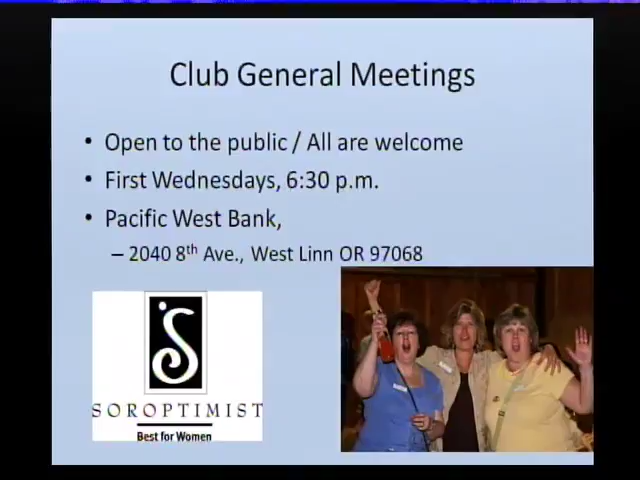 Club General Meetings
• Open to the public / All are welcome
• First Wednesdays, 6:30 p.m.
• Pacific West Bank,
– 2040 8th Ave., West Linn OR 97068
SOROPTIMIST
Best for Women